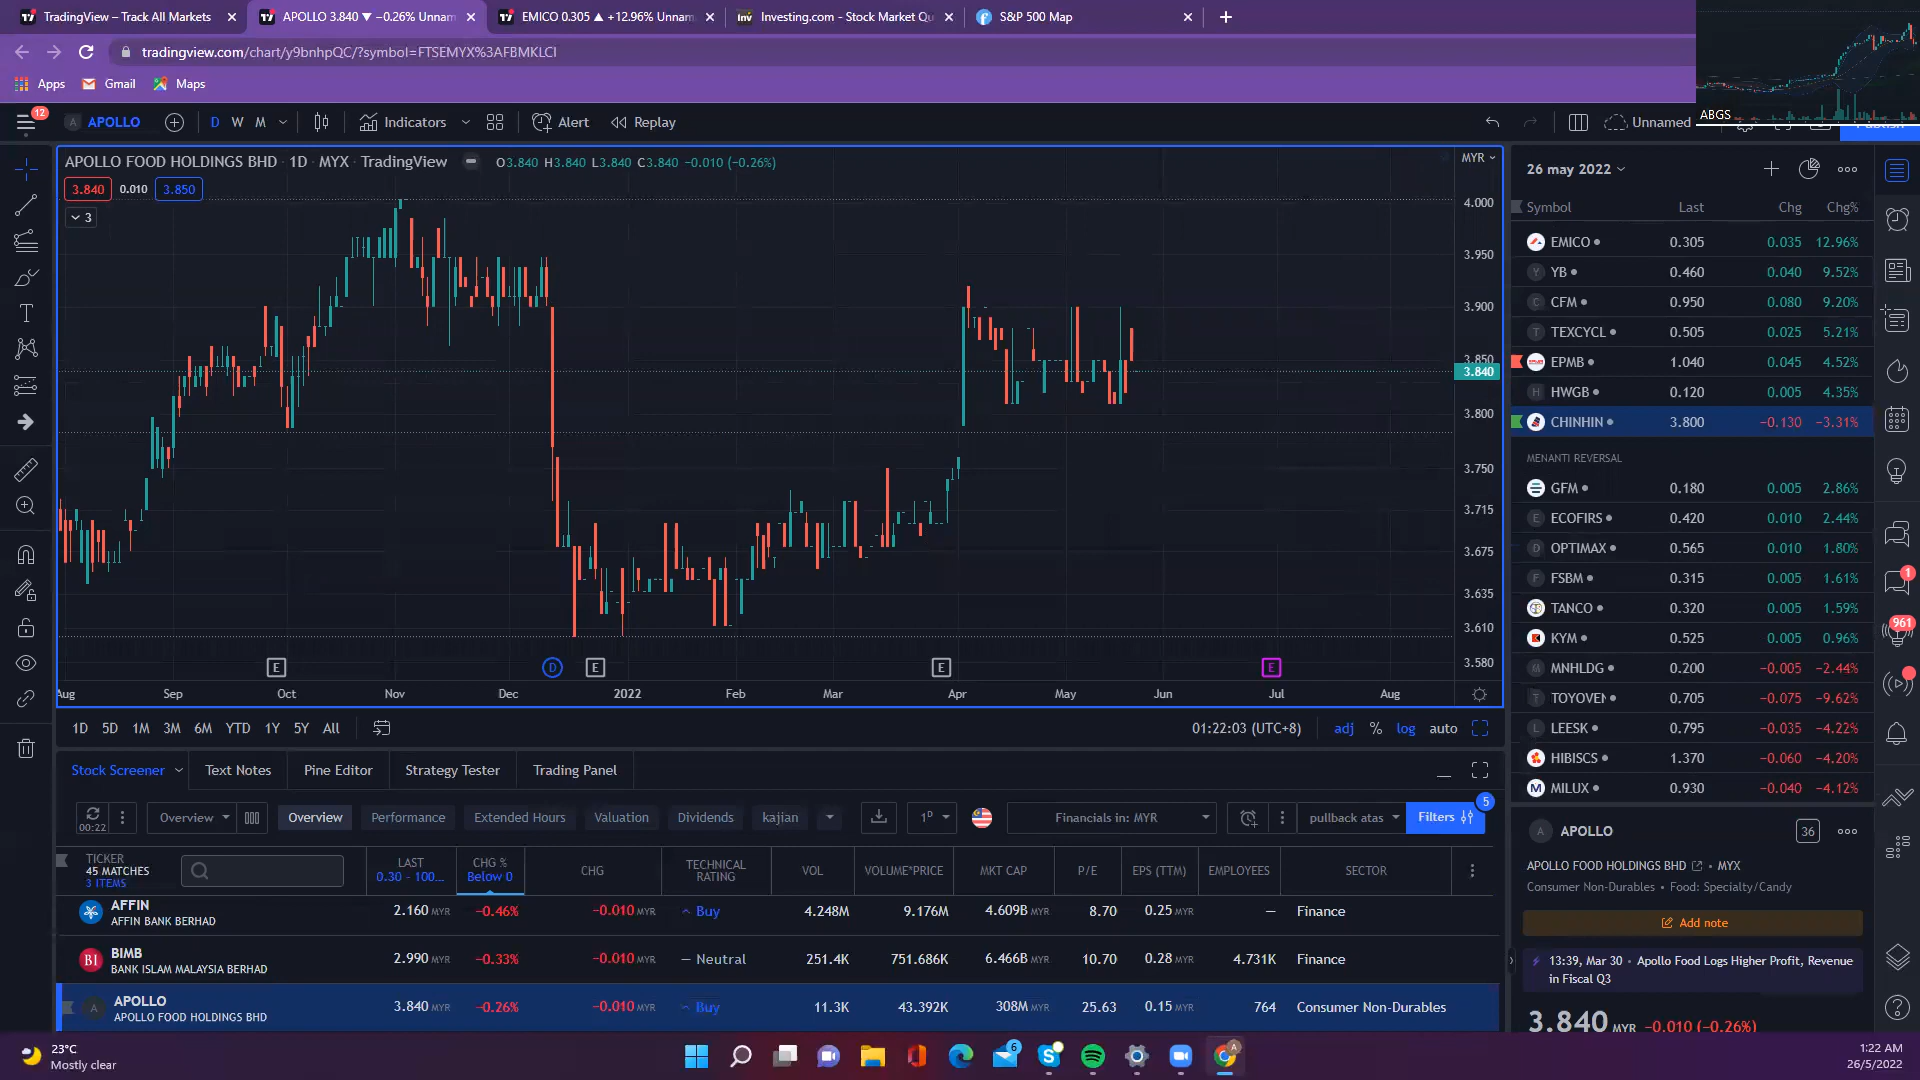 TradingView – Track All Markets
APOLLO 3.840 ▼ −0.26% Unnam
EMICO 0.305 ▲ +12.96% Unnam
Investing.com - Stock Market Qu
S&P 500 Map
tradingview.com/chart/y9bnhpQC/?symbol=FTSEMYX%3AFBMKLCI
Apps Gmail Maps
ABGS
12
APOLLO D W M Indicators Alert Replay Unnamed
APOLLO FOOD HOLDINGS BHD · 1D · MYX · TradingView O3.840 H3.840 L3.840 C3.840 −0.010 (−0.26%)
MYR
3.840 0.010 3.850
3
4.000
3.950
3.900
3.850
3.840
3.800
3.750
3.715
3.675
3.635
3.610
3.580
E D E E E
Aug Sep Oct Nov Dec 2022 Feb Mar Apr May Jun Jul Aug
1D 5D 1M 3M 6M YTD 1Y 5Y All
01:22:03 (UTC+8) adj % log auto
Stock Screener Text Notes Pine Editor Strategy Tester Trading Panel
00:22 Overview Overview Performance Extended Hours Valuation Dividends kajian 1D Financials in: MYR pullback atas Filters 5
TICKER
45 MATCHES
3 ITEMS
LAST
0.30 - 100...
CHG %
Below 0
CHG
TECHNICAL
RATING
VOL
VOLUME*PRICE
MKT CAP
P/E
EPS (TTM)
EMPLOYEES
SECTOR
AFFIN
AFFIN BANK BERHAD
2.160 MYR −0.46% −0.010 MYR Buy 4.248M 9.176M 4.609B MYR 8.70 0.25 MYR — Finance
BI
BIMB
BANK ISLAM MALAYSIA BERHAD
2.990 MYR −0.33% −0.010 MYR Neutral 251.4K 751.686K 6.466B MYR 10.70 0.28 MYR 4.731K Finance
A
APOLLO
APOLLO FOOD HOLDINGS BHD
3.840 MYR −0.26% −0.010 MYR Buy 11.3K 43.392K 308M MYR 25.63 0.15 MYR 764 Consumer Non-Durables
26 may 2022
Symbol Last Chg Chg%
EMICO 0.305 0.035 12.96%
Y YB 0.460 0.040 9.52%
C CFM 0.950 0.080 9.20%
T TEXCYCL 0.505 0.025 5.21%
EPMB 1.040 0.045 4.52%
H HWGB 0.120 0.005 4.35%
CHINHIN 3.800 −0.130 −3.31%
MENANTI REVERSAL
GFM 0.180 0.005 2.86%
E ECOFIRS 0.420 0.010 2.44%
D OPTIMAX 0.565 0.010 1.80%
F FSBM 0.315 0.005 1.61%
TANCO 0.320 0.005 1.59%
KYM 0.525 0.005 0.96%
MNHLDG 0.200 −0.005 −2.44%
T TOYOVEN 0.705 −0.075 −9.62%
L LEESK 0.795 −0.035 −4.22%
HIBISCS 1.370 −0.060 −4.20%
M MILUX 0.930 −0.040 −4.12%
A APOLLO 36
APOLLO FOOD HOLDINGS BHD • MYX
Consumer Non-Durables • Food: Specialty/Candy
Add note
13:39, Mar 30 • Apollo Food Logs Higher Profit, Revenue
in Fiscal Q3
3.840 MYR −0.010 (−0.26%)
1
961
23°C
Mostly clear
6
1:22 AM
26/5/2022